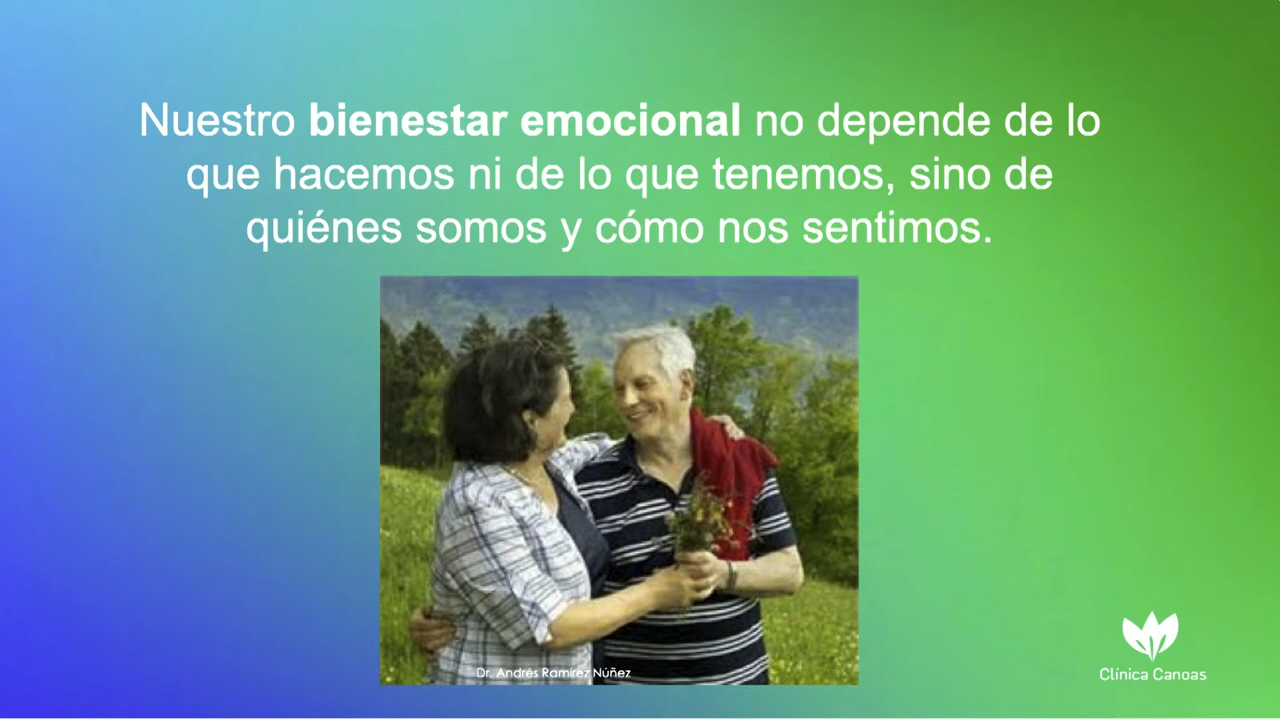 Nuestro bienestar emocional no depende de lo
que hacemos ni de lo que tenemos, sino de
quiénes somos y cómo nos sentimos.
Dr. Andrés Ramírez Núñez
Clínica Canoas